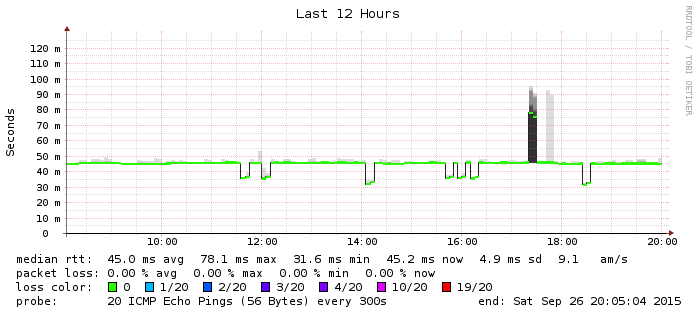 Last 12 Hours
RRDTOOL / TOBI OETIKER
Seconds
120 m
110 m
100 m
90 m
80 m
70 m
60 m
50 m
40 m
30 m
20 m
10 m
0
10:00 12:00 14:00 16:00 18:00 20:00
median rtt: 45.0 ms avg 78.1 ms max 31.6 ms min 45.2 ms now 4.9 ms sd 9.1 am/s
packet loss: 0.00 % avg 0.00 % max 0.00 % min 0.00 % now
loss color: 0 1/20 2/20 3/20 4/20 10/20 19/20
probe: 20 ICMP Echo Pings (56 Bytes) every 300s end: Sat Sep 26 20:05:04 2015